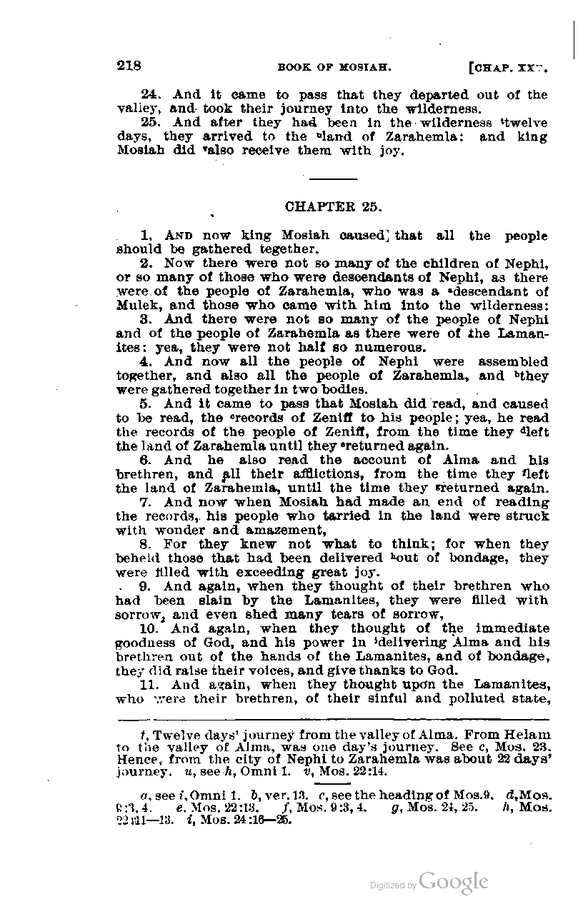 218 BOOK OF MOSIAH. [CHAP. XXV.
24. And it came to pass that they departed out of the
valley, and took their journey into the wilderness.
25. And after they had been in the wilderness ᵗtwelve
days, they arrived to the ᵘland of Zarahemla: and king
Mosiah did ᵛalso receive them with joy.
CHAPTER 25.
1. AND now king Mosiah caused that all the people
should be gathered tegether.
2. Now there were not so many of the children of Nephi,
or so many of those who were descendants of Nephi, as there
were of the people of Zarahemla, who was a ᵃdescendant of
Mulek, and those who came with him into the wilderness:
3. And there were not so many of the people of Nephi
and of the people of Zarahemla as there were of the Laman-
ites: yea, they were not half so numerous.
4. And now all the people of Nephi were assembled
together, and also all the people of Zarahemla, and ᵇthey
were gathered together in two bodies.
5. And it came to pass that Mosiah did read, and caused
to be read, the ᶜrecords of Zeniff to his people; yea, he read
the records of the people of Zeniff, from the time they ᵈleft
the land of Zarahemla until they ᵉreturned again.
6. And he also read the account of Alma and his
brethren, and all their afflictions, from the time they ᶠleft
the land of Zarahemla, until the time they ᵍreturned again.
7. And now when Mosiah had made an end of reading
the records, his people who tarried in the land were struck
with wonder and amazement,
8. For they knew not what to think; for when they
beheld those that had been delivered ʰout of bondage, they
were filled with exceeding great joy.
9. And again, when they thought of their brethren who
had been slain by the Lamanites, they were filled with
sorrow, and even shed many tears of sorrow,
10. And again, when they thought of the immediate
goodness of God, and his power in ⁱdelivering Alma and his
brethren out of the hands of the Lamanites, and of bondage,
they did raise their voices, and give thanks to God.
11. And again, when they thought upon the Lamanites,
who were their brethren, of their sinful and polluted state,
t, Twelve days' journey from the valley of Alma. From Helam
to the valley of Alma, was one day's journey. See c, Mos. 23.
Hence, from the city of Nephi to Zarahemla was about 22 days'
journey. u, see h, Omni 1. v, Mos. 22:14.
a, see i, Omni 1. b, ver. 13. c, see the heading of Mos. 9. d, Mos.
9:3, 4. e, Mos. 22:13. f, Mos. 9:3, 4. g, Mos. 24, 25. h, Mos.
22:11—13. i, Mos. 24:16—25.
Digitized by Google